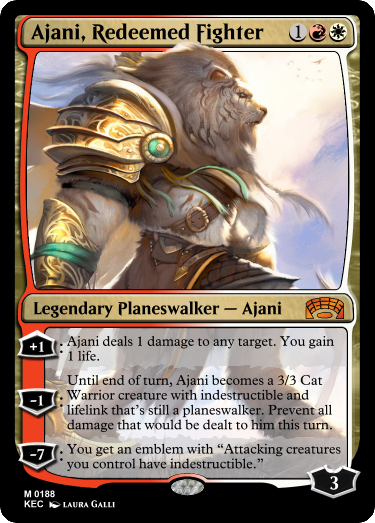 Ajani, Redeemed Fighter 1
Legendary Planeswalker — Ajani
+1: Ajani deals 1 damage to any target. You gain
1 life.
Until end of turn, Ajani becomes a 3/3 Cat
−1: Warrior creature with indestructible and
lifelink that's still a planeswalker. Prevent all
damage that would be dealt to him this turn.
−7: You get an emblem with “Attacking creatures
you control have indestructible.”
3
M 0188
KEC LAURA GALLI